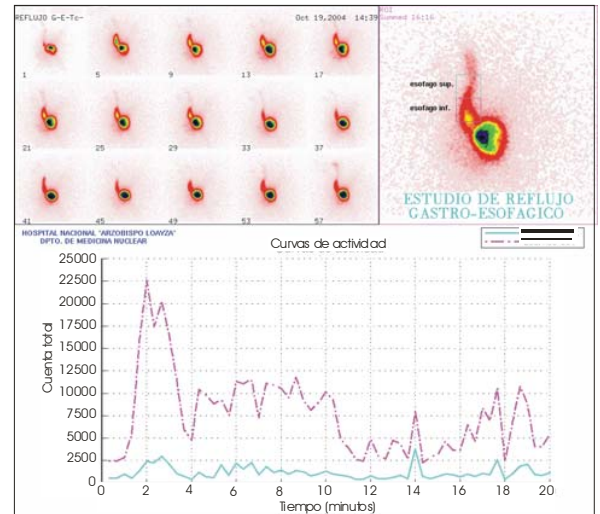 REFLUJO G-E-Tc- Oct 19,2004 14:39
1 5 9 13 17
21 25 29 33 37
41 45 49 53 57
Summed 16:16
esofago sup.
esofago inf.
ESTUDIO DE REFLUJO
GASTRO-ESOFAGICO
HOSPITAL NACIONAL "ARZOBISPO LOAYZA"
DPTO. DE MEDICINA NUCLEAR
Curvas de actividad
Cuenta total
25000
22500
20000
17500
15000
12500
10000
7500
5000
2500
0
0 2 4 6 8 10 12 14 16 18 20
Tiempo (minutos)